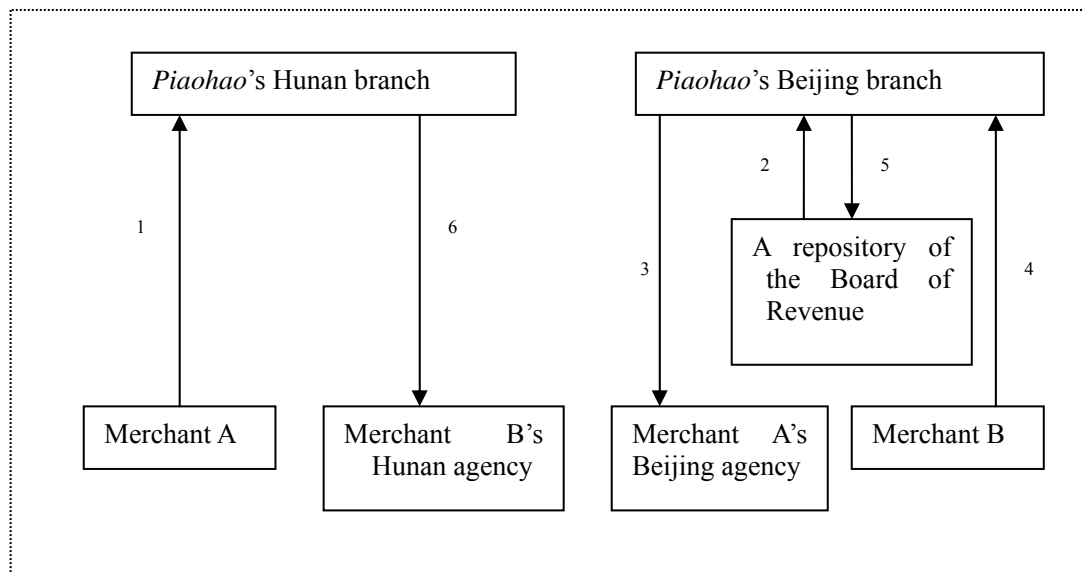 Piaohao’s Hunan branch
Piaohao’s Beijing branch
1
6
2
5
3
4
A repository of
the Board of
Revenue
Merchant A
Merchant B’s
Hunan agency
Merchant A’s
Beijing agency
Merchant B